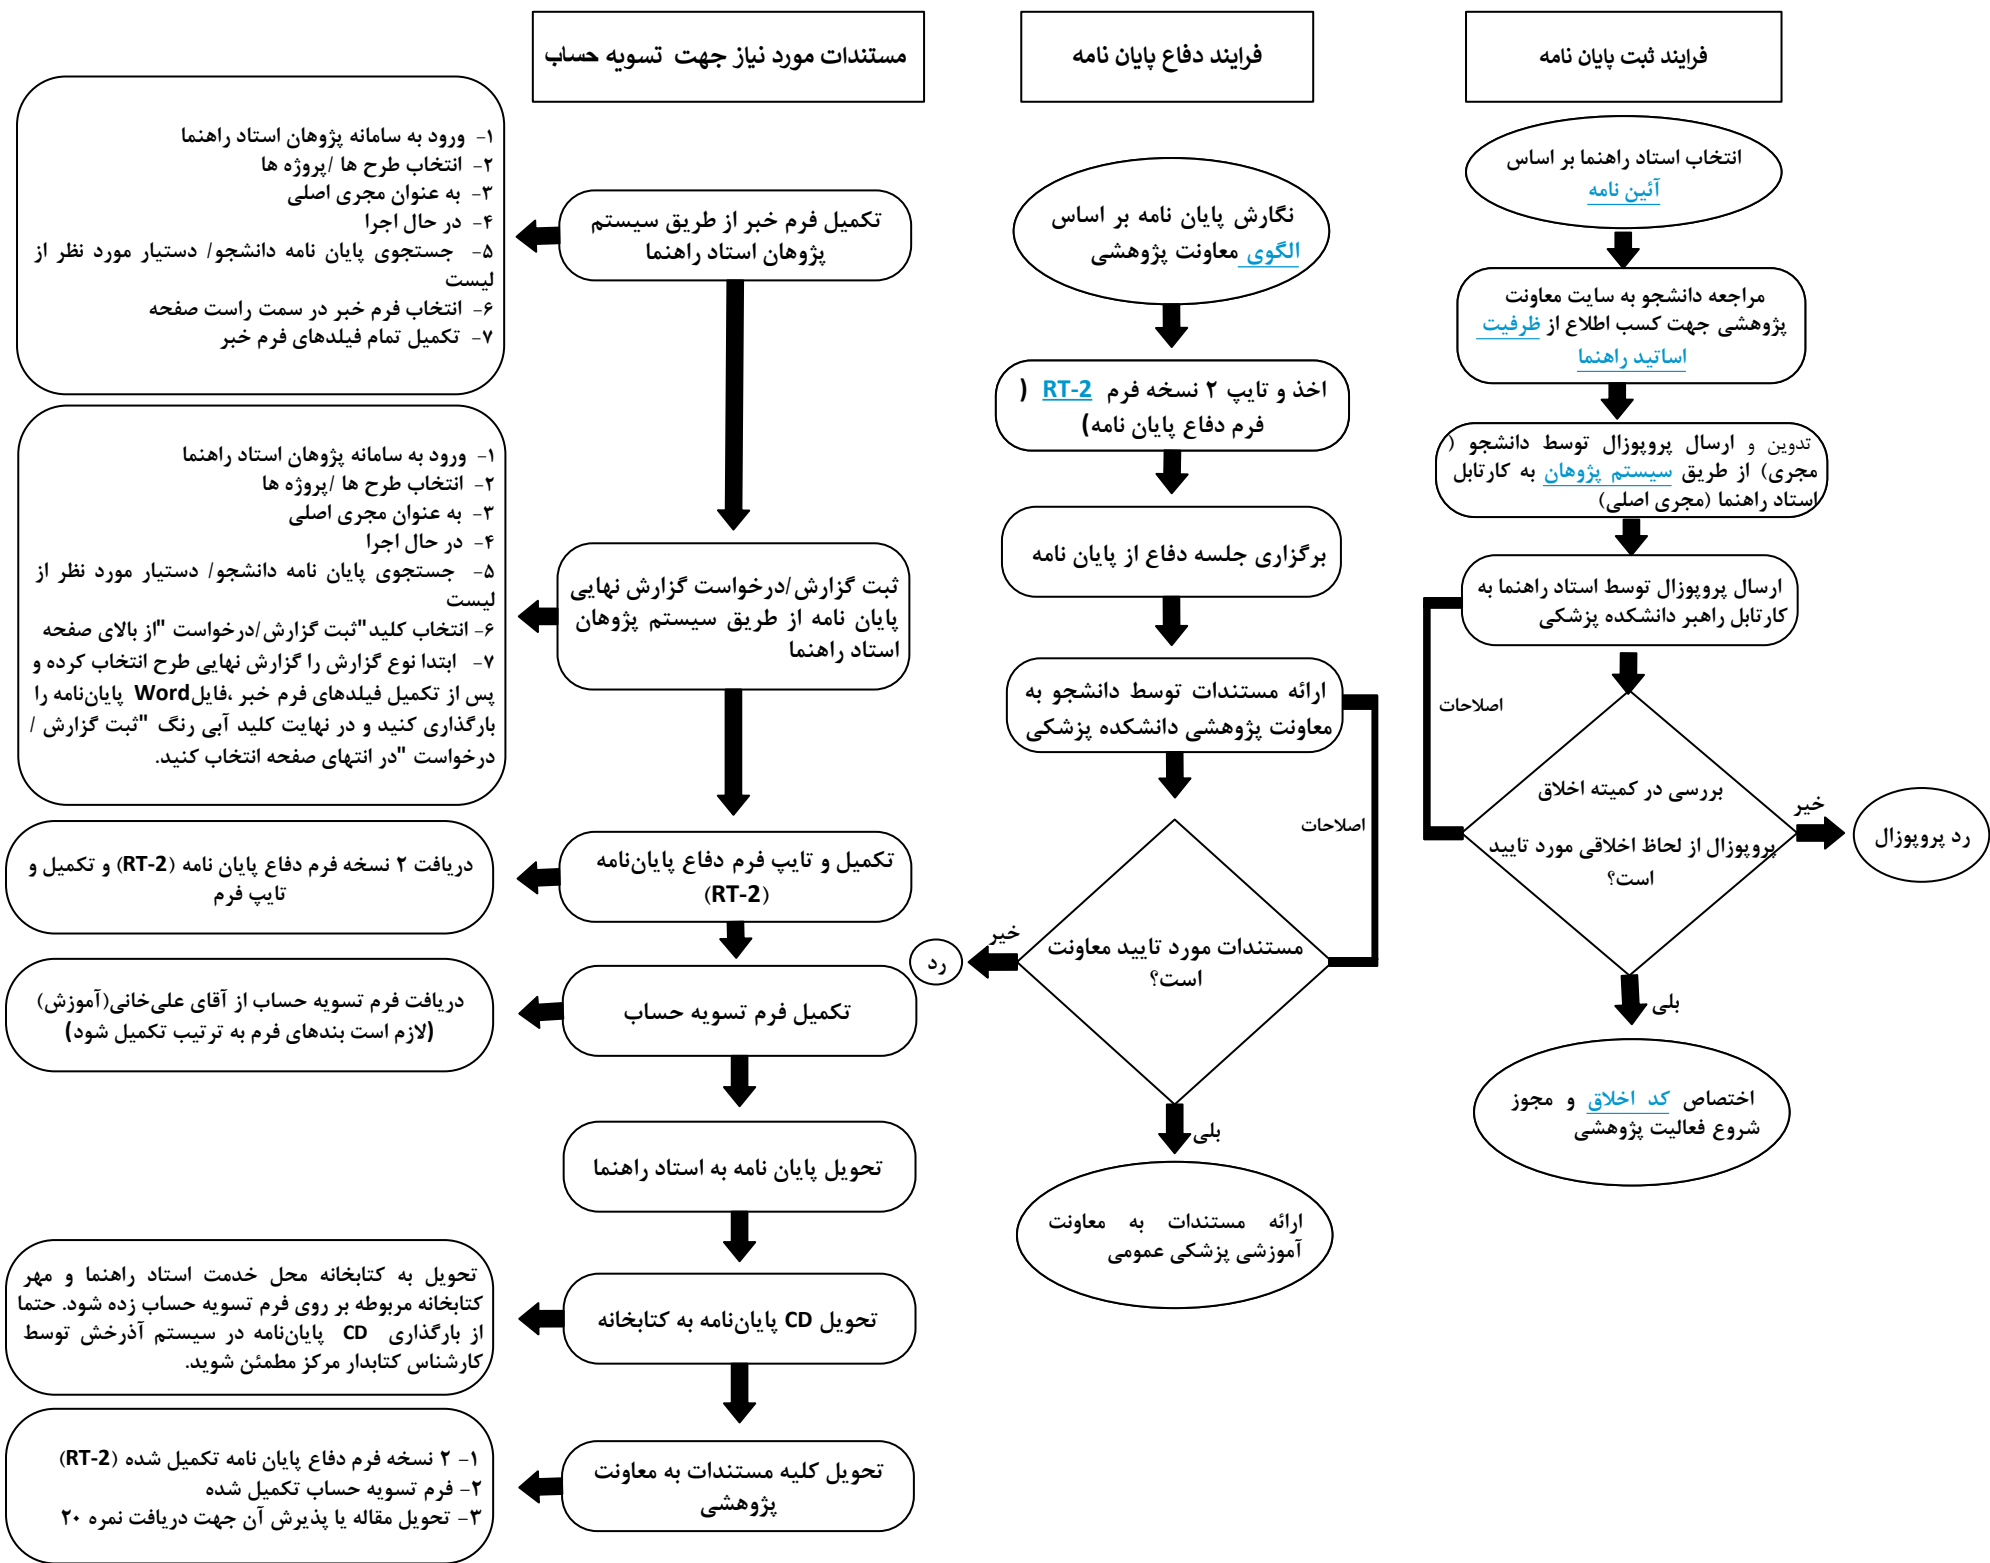 فرایند ثبت پایان نامه
انتخاب استاد راهنما بر اساس
آئین نامه
مراجعه دانشجو به سایت معاونت
پژوهشی جهت کسب اطلاع از ظرفیت
اساتید راهنما
تدوین و ارسال پروپوزال توسط دانشجو (
مجری) از طریق سیستم پژوهان به کارتابل
استاد راهنما (مجری اصلی)
ارسال پروپوزال توسط استاد راهنما به
کارتابل راهبر دانشکده پزشکی
اصلاحات
بررسی در کمیته اخلاق
پروپوزال از لحاظ اخلاقی مورد تایید
است؟
خیر
رد پروپوزال
بلی
اختصاص کد اخلاق و مجوز
شروع فعالیت پژوهشی
فرایند دفاع پایان نامه
نگارش پایان نامه بر اساس
الگوی معاونت پژوهشی
اخذ و تایپ ۲ نسخه فرم RT-2 (
فرم دفاع پایان نامه)
برگزاری جلسه دفاع از پایان نامه
ارائه مستندات توسط دانشجو به
معاونت پژوهشی دانشکده پزشکی
اصلاحات
مستندات مورد تایید معاونت
است؟
خیر
رد
بلی
ارائه مستندات به معاونت
آموزشی پزشکی عمومی
مستندات مورد نیاز جهت تسویه حساب
تکمیل فرم خبر از طریق سیستم
پژوهان استاد راهنما
۱- ورود به سامانه پژوهان استاد راهنما
۲- انتخاب طرح ها /پروژه ها
۳- به عنوان مجری اصلی
۴- در حال اجرا
۵- جستجوی پایان نامه دانشجو/ دستیار مورد نظر از
لیست
۶- انتخاب فرم خبر در سمت راست صفحه
۷- تکمیل تمام فیلدهای فرم خبر
ثبت گزارش/درخواست گزارش نهایی
پایان نامه از طریق سیستم پژوهان
استاد راهنما
۱- ورود به سامانه پژوهان استاد راهنما
۲- انتخاب طرح ها /پروژه ها
۳- به عنوان مجری اصلی
۴- در حال اجرا
۵- جستجوی پایان نامه دانشجو/ دستیار مورد نظر از
لیست
۶- انتخاب کلید"ثبت گزارش/درخواست "از بالای صفحه
۷- ابتدا نوع گزارش را گزارش نهایی طرح انتخاب کرده و
پس از تکمیل فیلدهای فرم خبر ،فایلWord پایان‌نامه را
بارگذاری کنید و در نهایت کلید آبی رنگ "ثبت گزارش /
درخواست "در انتهای صفحه انتخاب کنید.
تکمیل و تایپ فرم دفاع پایان‌نامه
(RT-2)
دریافت ۲ نسخه فرم دفاع پایان نامه (RT-2) و تکمیل و
تایپ فرم
تکمیل فرم تسویه حساب
دریافت فرم تسویه حساب از آقای علی‌خانی(آموزش)
(لازم است بندهای فرم به ترتیب تکمیل شود)
تحویل پایان نامه به استاد راهنما
تحویل CD پایان‌نامه به کتابخانه
تحویل به کتابخانه محل خدمت استاد راهنما و مهر
کتابخانه مربوطه بر روی فرم تسویه حساب زده شود. حتما
از بارگذاری CD پایان‌نامه در سیستم آذرخش توسط
کارشناس کتابدار مرکز مطمئن شوید.
تحویل کلیه مستندات به معاونت
پژوهشی
۱- ۲ نسخه فرم دفاع پایان نامه تکمیل شده (RT-2)
۲- فرم تسویه حساب تکمیل شده
۳- تحویل مقاله یا پذیرش آن جهت دریافت نمره ۲۰